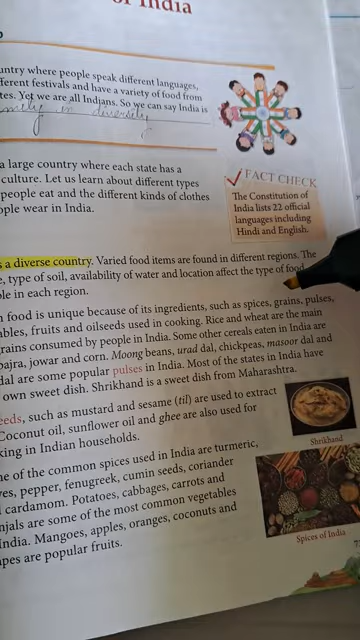 of India
untry where people speak different languages,
fferent festivals and have a variety of food from
tes. Yet we are all Indians. So we can say India is
in diversity
a large country where each state has a
culture. Let us learn about different types
people eat and the different kinds of clothes
ople wear in India.
FACT CHECK
The Constitution of
India lists 22 official
languages including
Hindi and English.
s a diverse country. Varied food items are found in different regions. The
e, type of soil, availability of water and location affect the type of food
le in each region.
n food is unique because of its ingredients, such as spices, grains, pulses,
ables, fruits and oilseeds used in cooking. Rice and wheat are the main
rains consumed by people in India. Some other cereals eaten in India are
bajra, jowar and corn. Moong beans, urad dal, chickpeas, masoor dal and
dal are some popular pulses in India. Most of the states in India have
own sweet dish. Shrikhand is a sweet dish from Maharashtra.
eeds, such as mustard and sesame (til) are used to extract
Coconut oil, sunflower oil and ghee are also used for
king in Indian households.
Shrikhand
ne of the common spices used in India are turmeric,
ves, pepper, fenugreek, cumin seeds, coriander
l cardamom. Potatoes, cabbages, carrots and
njals are some of the most common vegetables
India. Mangoes, apples, oranges, coconuts and
apes are popular fruits.
Spices of India